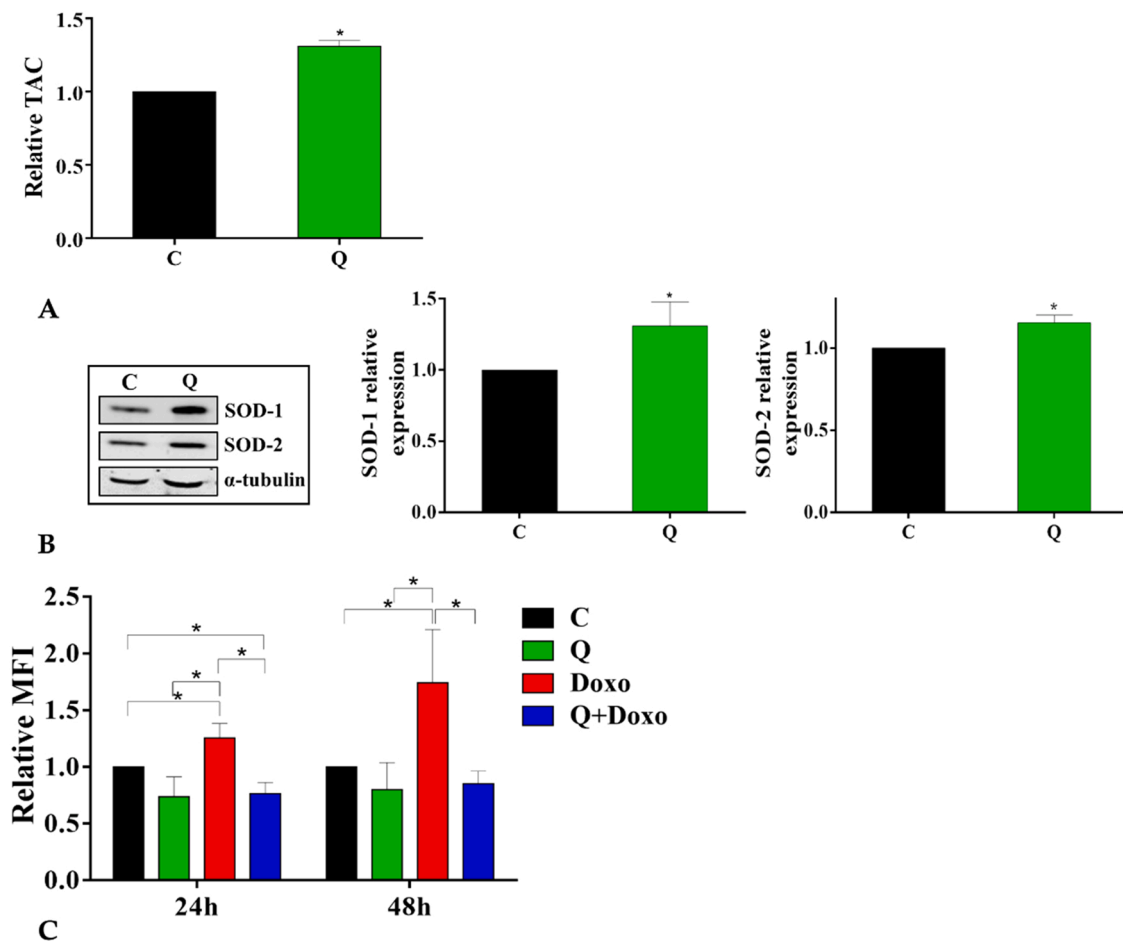 1.5
*
1.0
Relative TAC
0.5
0.0
C Q
A
C Q
SOD-1
SOD-2
α-tubulin
1.5
*
1.0
SOD-1 relative
expression
0.5
0.0
C Q
*
1.0
SOD-2 relative
expression
0.5
0.0
C Q
B
2.5
2.0
1.5
1.0
0.5
0.0
Relative MFI
*
*
*
*
*
*
*
24h 48h
C
Q
Doxo
Q+Doxo
C